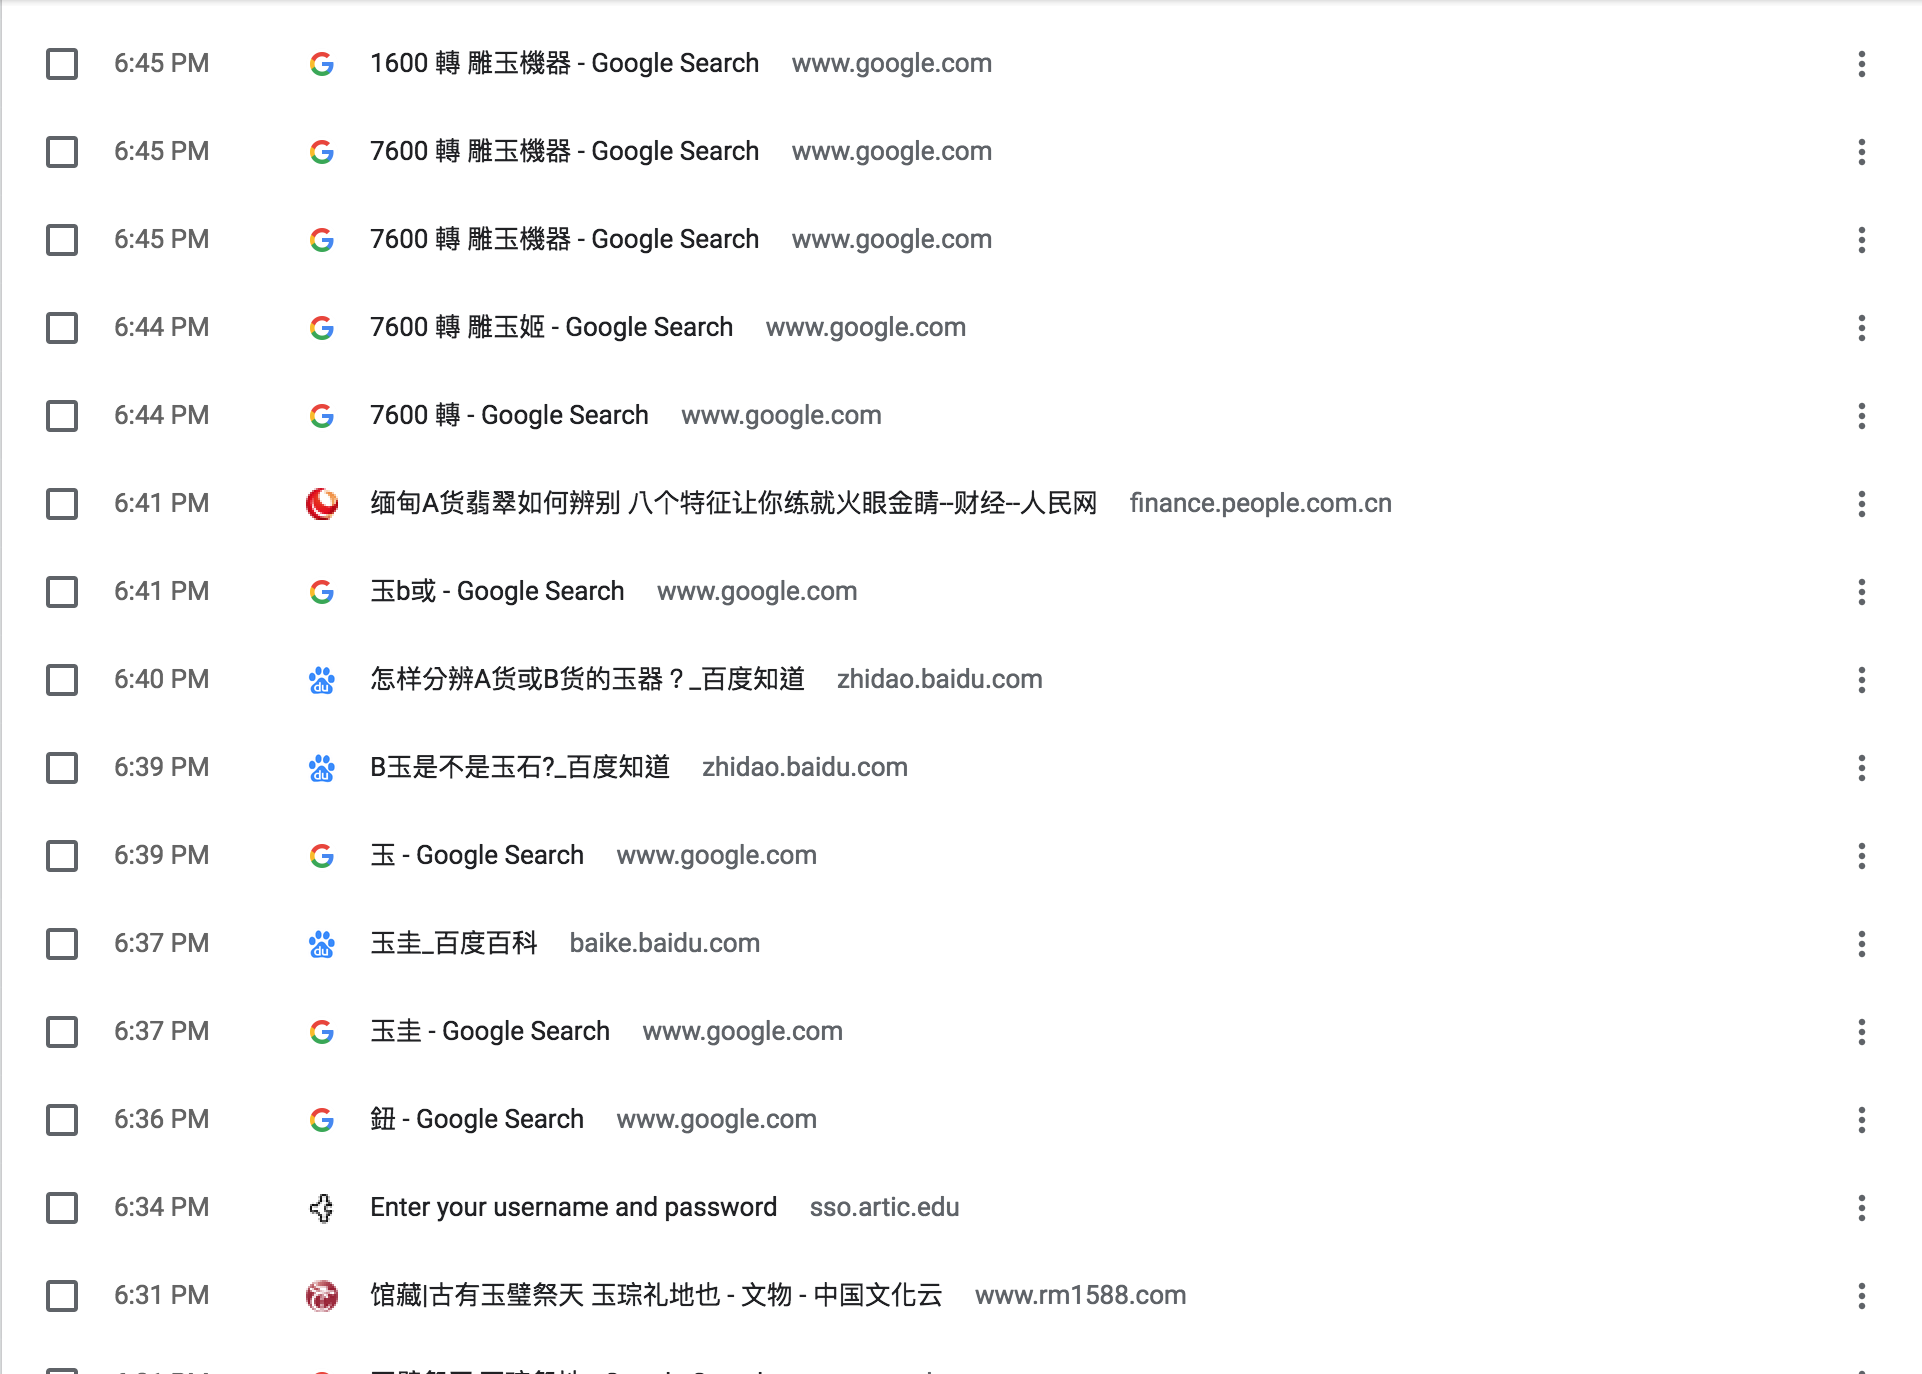 6:45 PM 1600 轉 雕玉機器 - Google Search www.google.com
6:45 PM 7600 轉 雕玉機器 - Google Search www.google.com
6:45 PM 7600 轉 雕玉機器 - Google Search www.google.com
6:44 PM 7600 轉 雕玉姬 - Google Search www.google.com
6:44 PM 7600 轉 - Google Search www.google.com
6:41 PM 缅甸A货翡翠如何辨别 八个特征让你练就火眼金睛--财经--人民网 finance.people.com.cn
6:41 PM 玉b或 - Google Search www.google.com
6:40 PM 怎样分辨A货或B货的玉器？_百度知道 zhidao.baidu.com
6:39 PM B玉是不是玉石?_百度知道 zhidao.baidu.com
6:39 PM 玉 - Google Search www.google.com
6:37 PM 玉圭_百度百科 baike.baidu.com
6:37 PM 玉圭 - Google Search www.google.com
6:36 PM 鈕 - Google Search www.google.com
6:34 PM Enter your username and password sso.artic.edu
6:31 PM 馆藏|古有玉璧祭天 玉琮礼地也 - 文物 - 中国文化云 www.rm1588.com